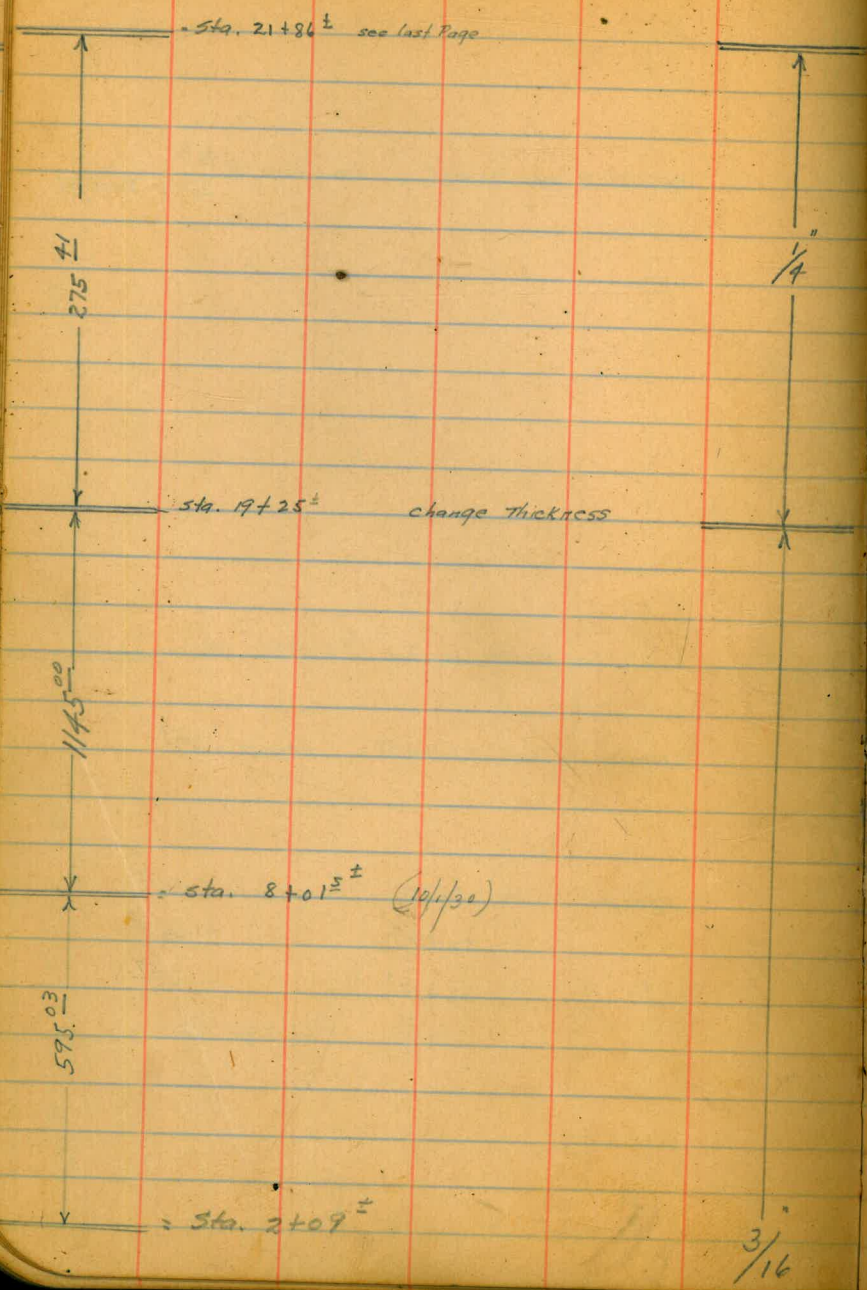 = Sta. 21+86± see last Page
275 41
1/4"
Sta. 19+25± change Thickness
1145 00
= Sta. 8+01 5 ± (10/1/30)
595.03
= Sta. 2+09±
3/16"